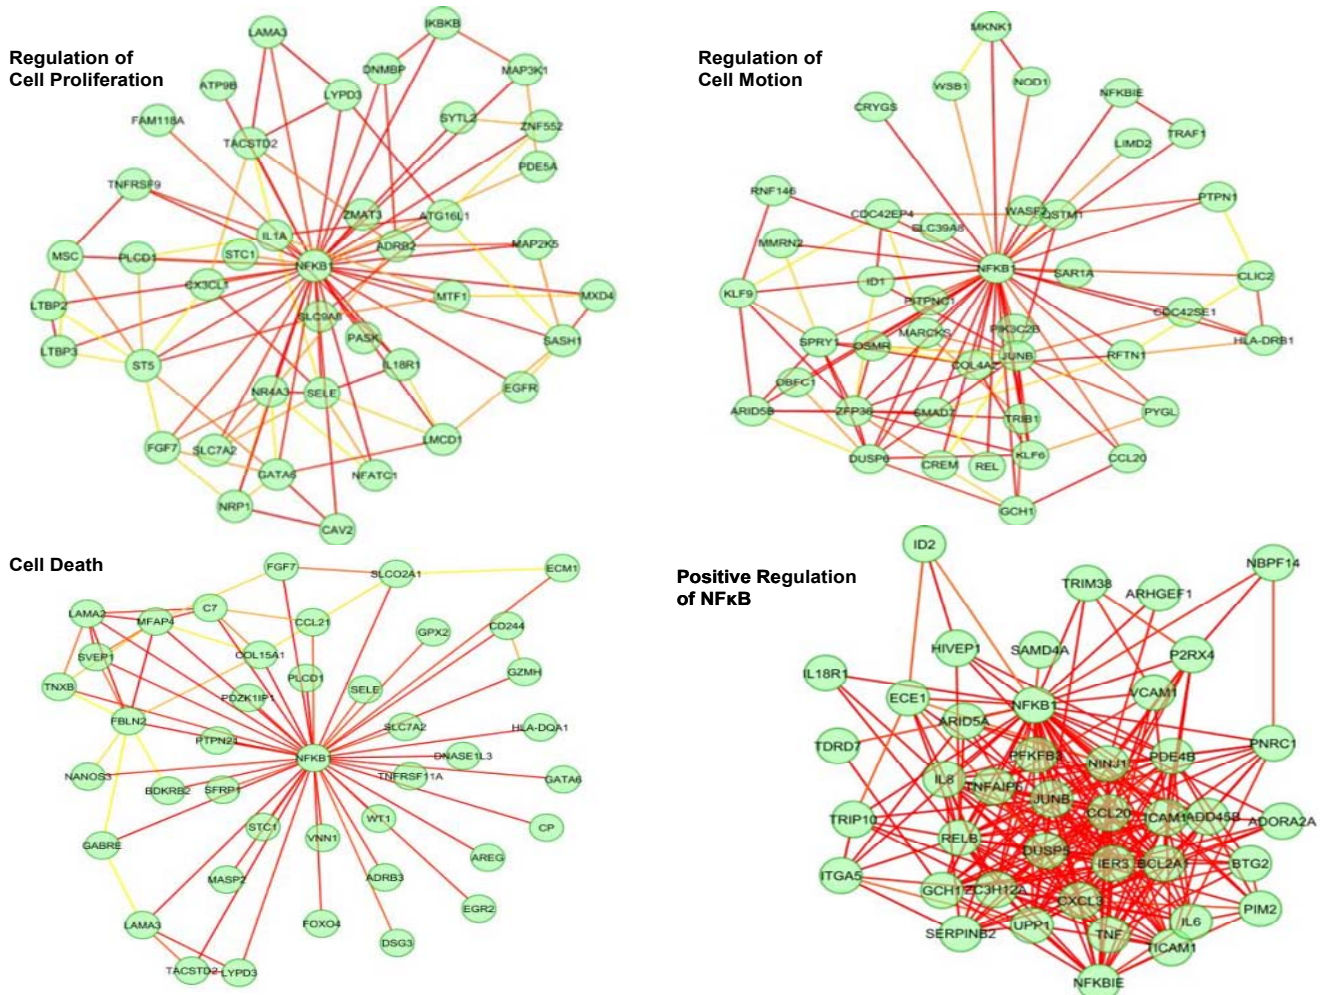 Regulation of
Cell Proliferation
LAMA3
IKBKB
DNMBP
MAP3K1
ATP9B
LYPD3
FAM118A
SYTL2
ZNF552
TACSTD2
PDE5A
TNFRSF9
ZMAT3
ATG16L1
IL1A
ADRB2
MAP2K5
MSC
PLCD1
STC1
NFKB1
CX3CL1
MTF1
MXD4
LTBP2
SLC9A8
PASK
SASH1
LTBP3
ST5
IL18R1
NR4A3
SELE
EGFR
FGF7
SLC7A2
LMCD1
GATA6
NFATC1
NRP1
CAV2
Regulation of
Cell Motion
MKNK1
WSB1
NOD1
NFKBIE
CRYGS
TRAF1
LIMD2
RNF146
PTPN1
CDC42EP4
WASF2
QSTM1
SLC39A8
MMRN2
NFKB1
SAR1A
CLIC2
ID1
KLF9
PITPNC1
CDC42SE1
MARCKS
PIK3C2B
SPRY1
OSMR
JUNB
RFTN1
HLA-DRB1
COL4A2
OBFC1
ARID5B
ZFP36
SMAD7
TRIB1
PYGL
DUSP6
CREM
REL
KLF6
CCL20
GCH1
Cell Death
FGF7
SLCO2A1
ECM1
C7
LAMA2
MFAP4
CCL21
GPX2
CD244
SVEP1
COL15A1
GZMH
PLCD1
TNXB
PDZK1IP1
SELE
FBLN2
SLC7A2
HLA-DQA1
PTPN21
NFKB1
DNASE1L3
NANOS3
TNFRSF11A
GATA6
BDKRB2
SFRP1
STC1
VNN1
WT1
CP
GABRE
AREG
MASP2
ADRB3
LAMA3
FOXO4
EGR2
DSG3
TACSTD2
LYPD3
Positive Regulation
of NFκB
ID2
NBPF14
TRIM38
ARHGEF1
HIVEP1
SAMD4A
P2RX4
IL18R1
ECE1
VCAM1
NFKB1
ARID5A
TDRD7
PNRC1
PFKFB3
NINJ1
PDE4B
IL8
TNFAIP6
JUNB
CCL20
ICAM1
ADD45B
ADORA2A
TRIP10
RELB
DUSP5
IER3
BCL2A1
BTG2
ITGA5
GCH1
ZC3H12A
CXCL3
PIM2
SERPINB2
UPP1
TNF
IL6
TICAM1
NFKBIE